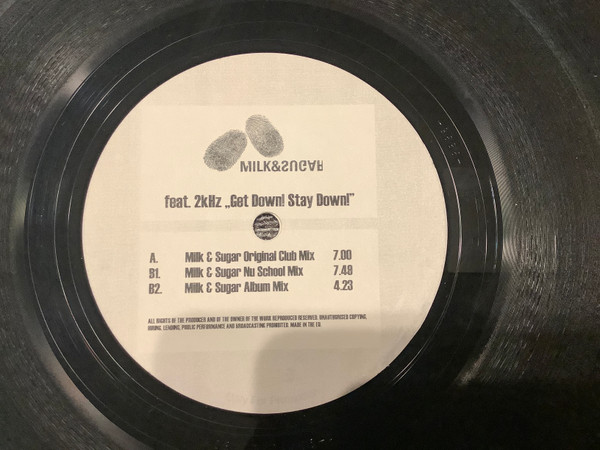 MILK&SUGAR
feat. 2kHz „Get Down! Stay Down!"
A. Milk & Sugar Original Club Mix 7.00
B1. Milk & Sugar Nu School Mix 7.48
B2. Milk & Sugar Album Mix 4.23
ALL RIGHTS OF THE PRODUCER AND OF THE OWNER OF THE WORK REPRODUCED RESERVED. UNAUTHORISED COPYING,
HIRING, LENDING, PUBLIC PERFORMANCE AND BROADCASTING PROHIBITED. MADE IN THE EU.